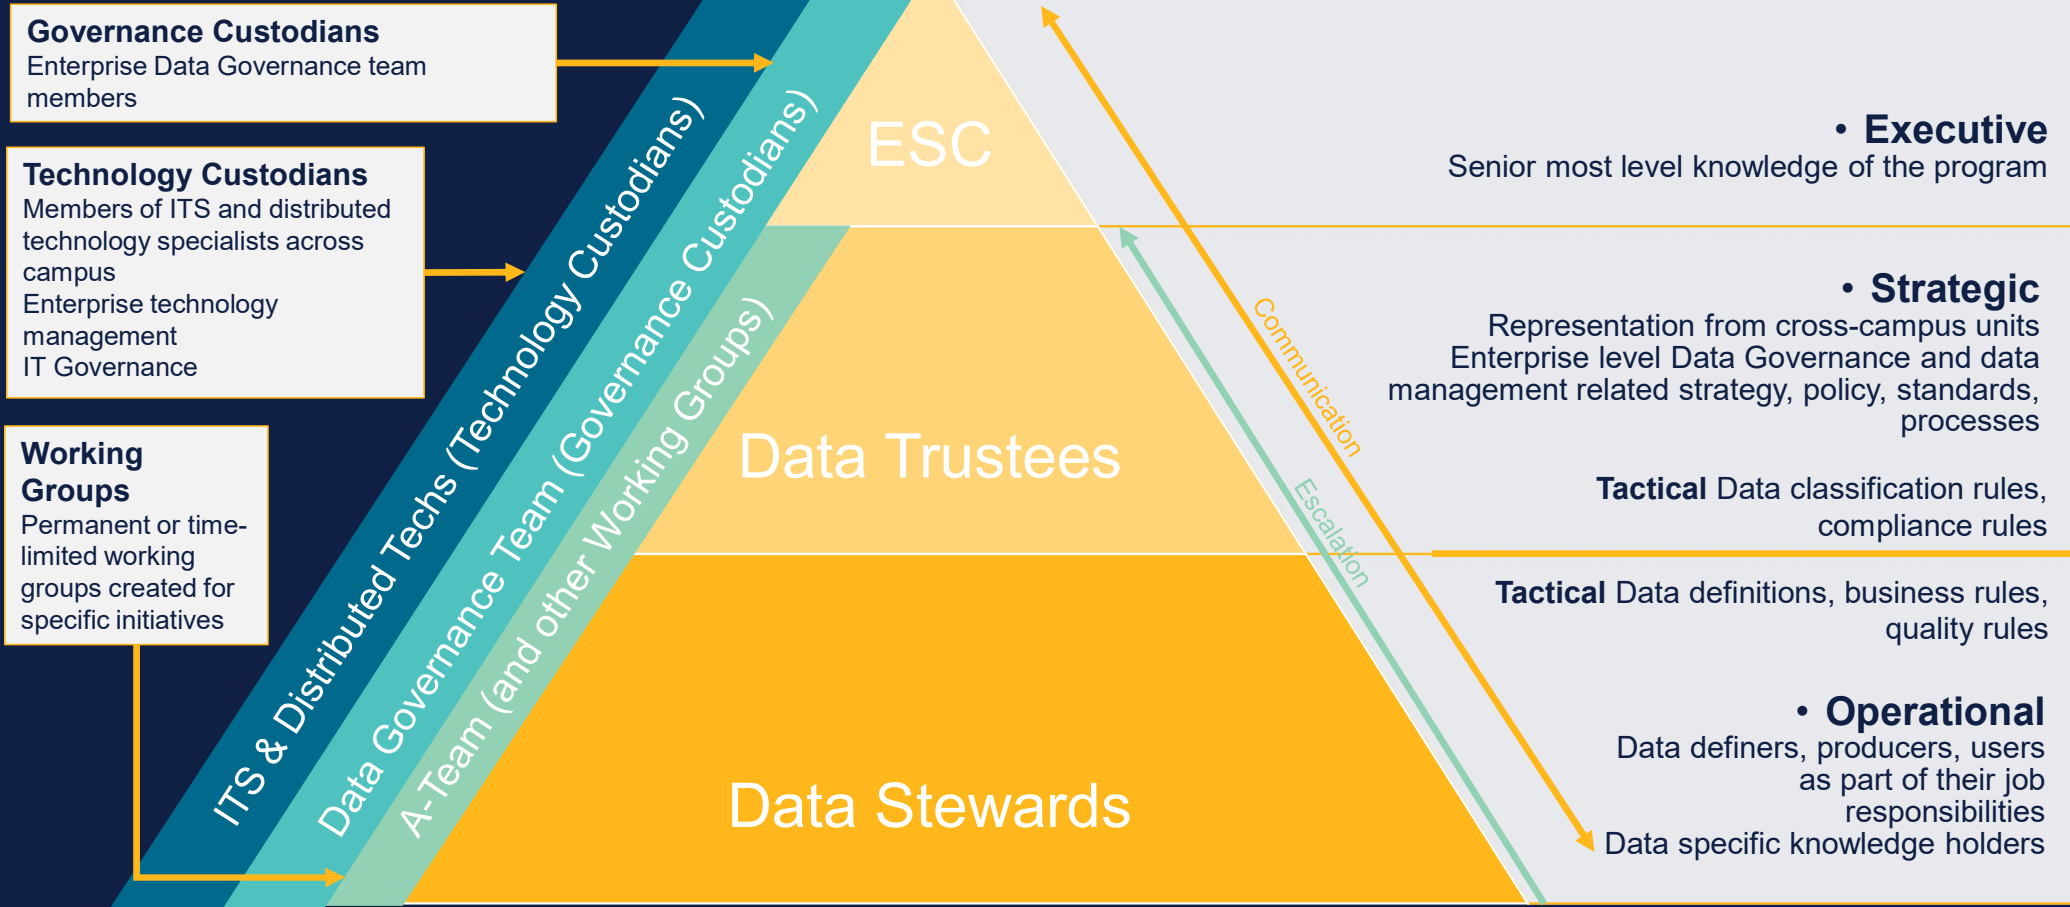 Governance Custodians
Enterprise Data Governance team
members
Technology Custodians
Members of ITS and distributed
technology specialists across
campus
Enterprise technology
management
IT Governance
Working
Groups
Permanent or time-
limited working
groups created for
specific initiatives
ITS & Distributed Techs (Technology Custodians)
Data Governance Team (Governance Custodians)
A-Team (and other Working Groups)
ESC
Data Trustees
Data Stewards
Communication
Escalation
• Executive
Senior most level knowledge of the program
• Strategic
Representation from cross-campus units
Enterprise level Data Governance and data
management related strategy, policy, standards,
processes
Tactical Data classification rules,
compliance rules
Tactical Data definitions, business rules,
quality rules
• Operational
Data definers, producers, users
as part of their job
responsibilities
Data specific knowledge holders